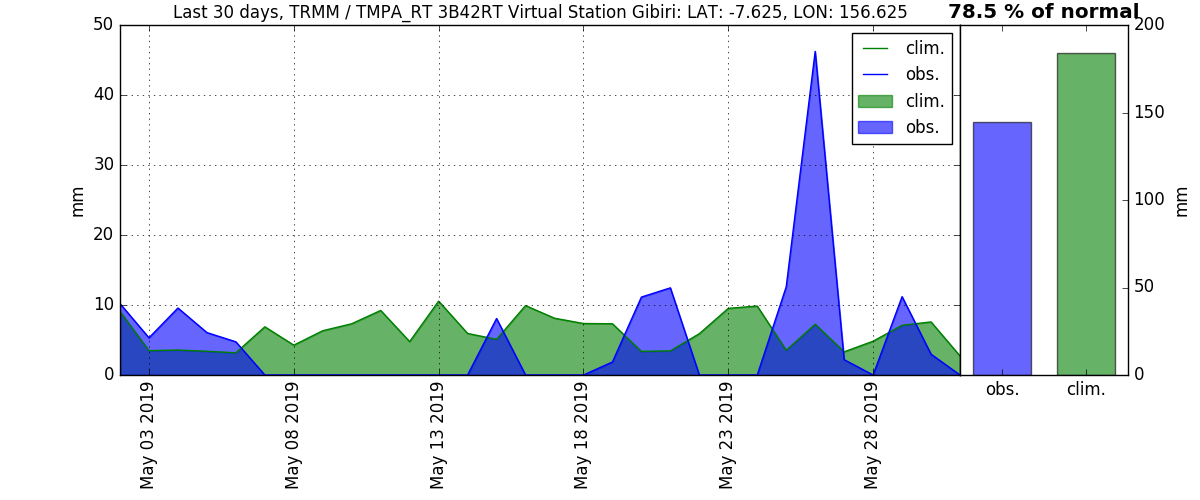 Last 30 days, TRMM / TMPA_RT 3B42RT Virtual Station Gibiri: LAT: -7.625, LON: 156.625
78.5 % of normal
50
40
30
20
10
0
mm
clim.
obs.
clim.
obs.
May 03 2019
May 08 2019
May 13 2019
May 18 2019
May 23 2019
May 28 2019
200
150
100
50
0
mm
obs.
clim.